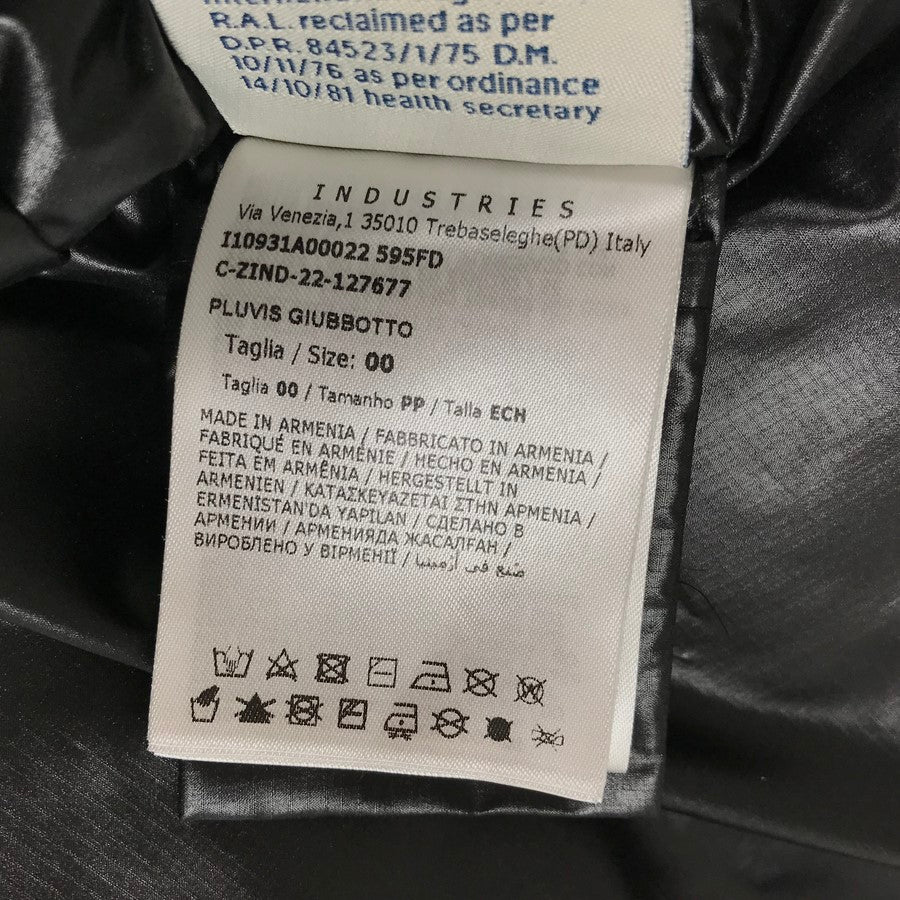 R.A.L. reclaimed as per
D.P.R. 84523/1/75 D.M.
10/11/76 as per ordinance
14/10/81 health secretary
INDUSTRIES
Via Venezia,1 35010 Trebaseleghe(PD) Italy
I10931A00022 595FD
C-ZIND-22-127677
PLUVIS GIUBBOTTO
Taglia / Size: 00
Taglia 00 / Tamanho PP / Talla ECH
MADE IN ARMENIA / FABBRICATO IN ARMENIA /
FABRIQUÉ EN ARMÉNIE / HECHO EN ARMENIA /
FEITA EM ARMÊNIA / HERGESTELLT IN
ARMENIEN / ΚΑΤΑΣΚΕΥΑΖΕΤΑΙ ΣΤΗΝ ΑΡΜΕΝΙΑ /
ERMENİSTAN'DA YAPILAN / СДЕЛАНО В
АРМЕНИИ / АРМЕНИЯДА ЖАСАЛҒАН /
ВИРОБЛЕНО У ВІРМЕНІЇ / صنع في أرمينيا